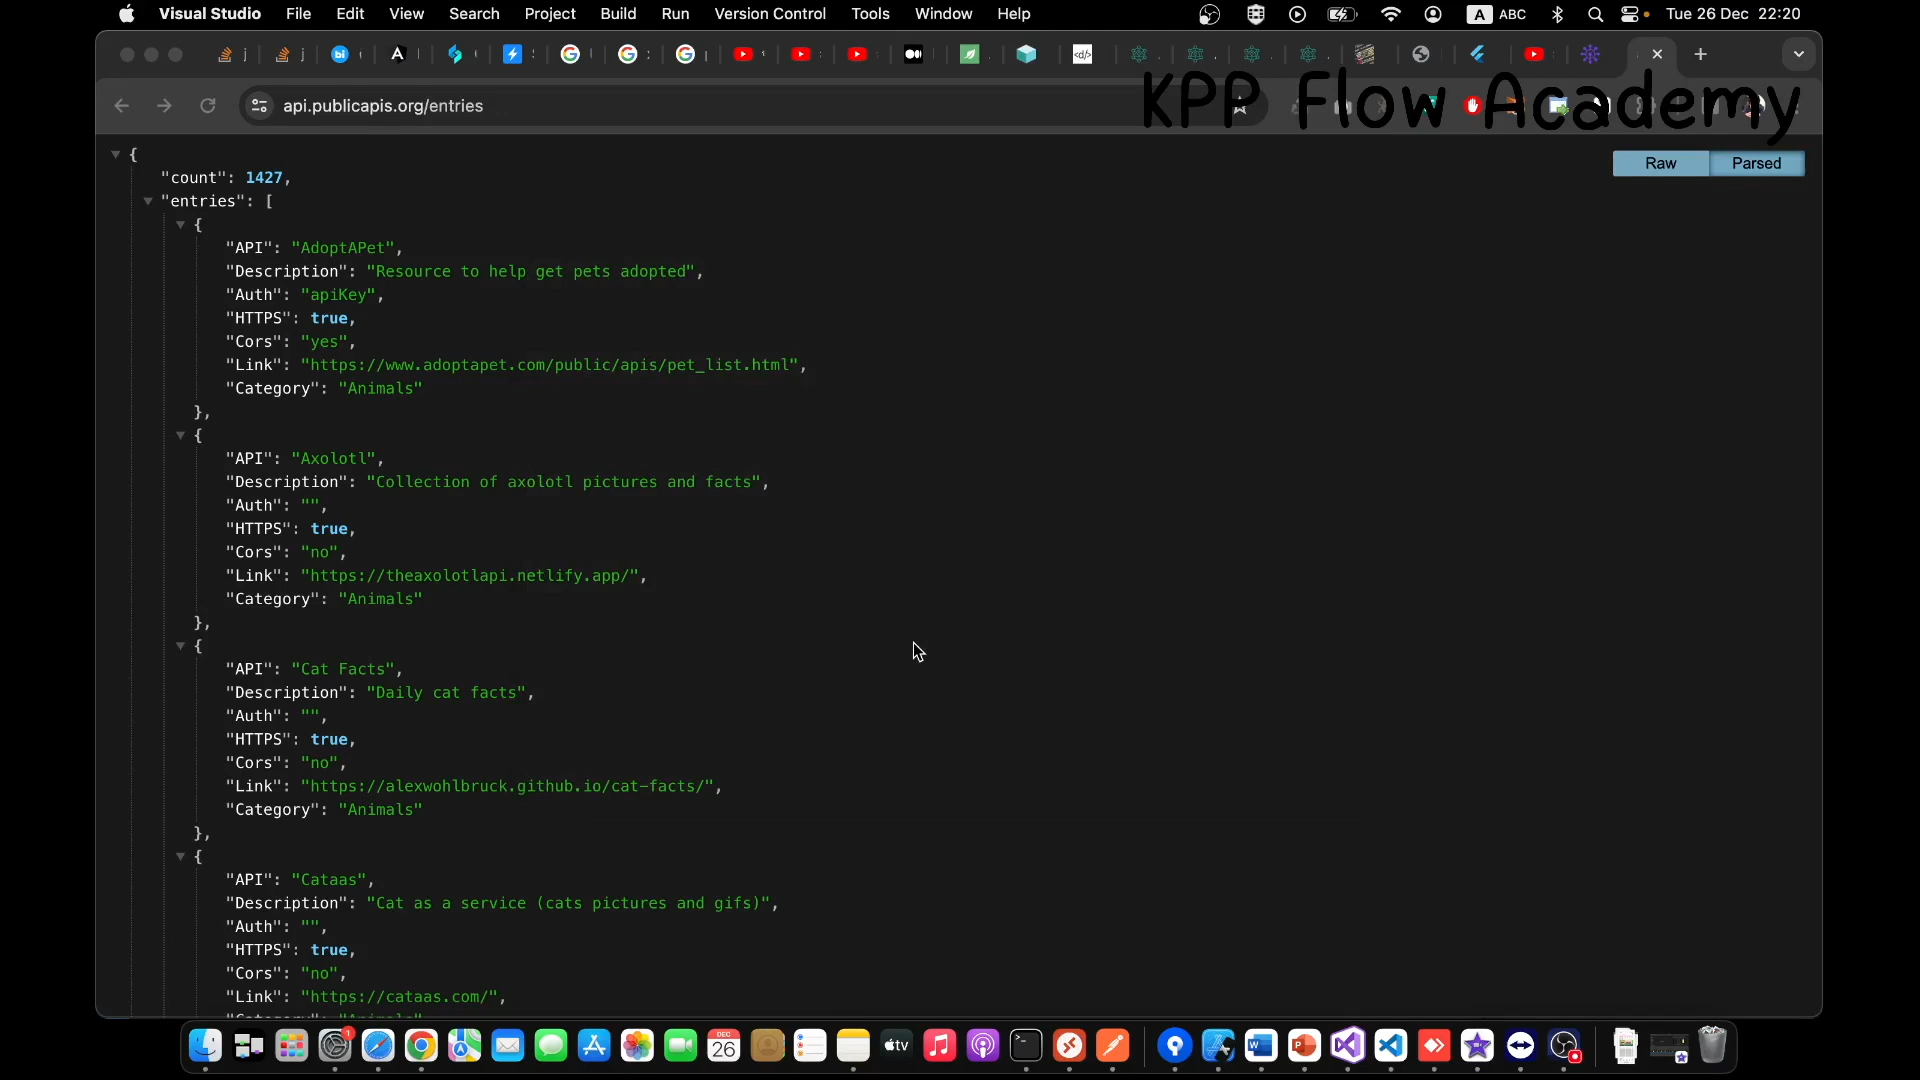 Visual Studio File Edit View Search Project Build Run Version Control Tools Window Help A ABC Tue 26 Dec 22:20
api.publicapis.org/entries
KPP Flow Academy
Raw Parsed
{
"count": 1427,
"entries": [
{
"API": "AdoptAPet",
"Description": "Resource to help get pets adopted",
"Auth": "apiKey",
"HTTPS": true,
"Cors": "yes",
"Link": "https://www.adoptapet.com/public/apis/pet_list.html",
"Category": "Animals"
},
{
"API": "Axolotl",
"Description": "Collection of axolotl pictures and facts",
"Auth": "",
"HTTPS": true,
"Cors": "no",
"Link": "https://theaxolotlapi.netlify.app/",
"Category": "Animals"
},
{
"API": "Cat Facts",
"Description": "Daily cat facts",
"Auth": "",
"HTTPS": true,
"Cors": "no",
"Link": "https://alexwohlbruck.github.io/cat-facts/",
"Category": "Animals"
},
{
"API": "Cataas",
"Description": "Cat as a service (cats pictures and gifs)",
"Auth": "",
"HTTPS": true,
"Cors": "no",
"Link": "https://cataas.com/",
1
tv
DEC
26